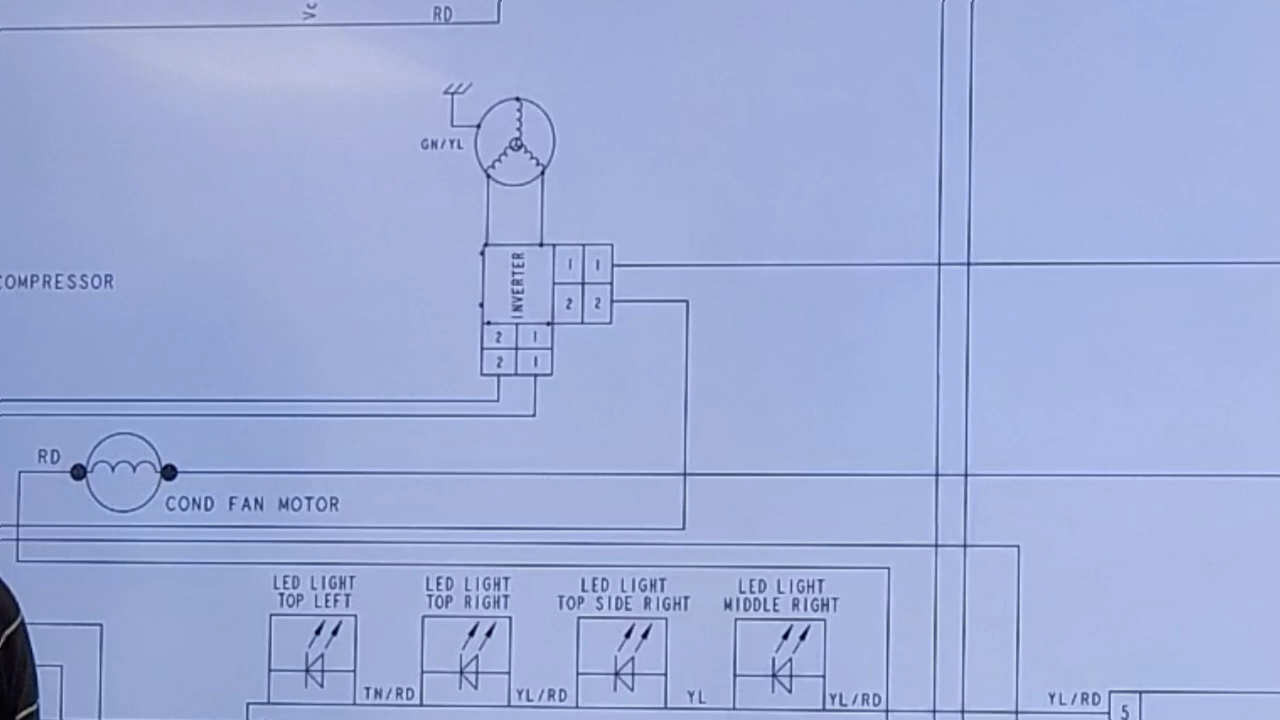 RD
GN/YL
INVERTER
1 1
2 2
2 1
2 1
COMPRESSOR
RD
COND FAN MOTOR
LED LIGHT
TOP LEFT
LED LIGHT
TOP RIGHT
LED LIGHT
TOP SIDE RIGHT
LED LIGHT
MIDDLE RIGHT
TN/RD
YL/RD
YL
YL/RD
YL/RD
5